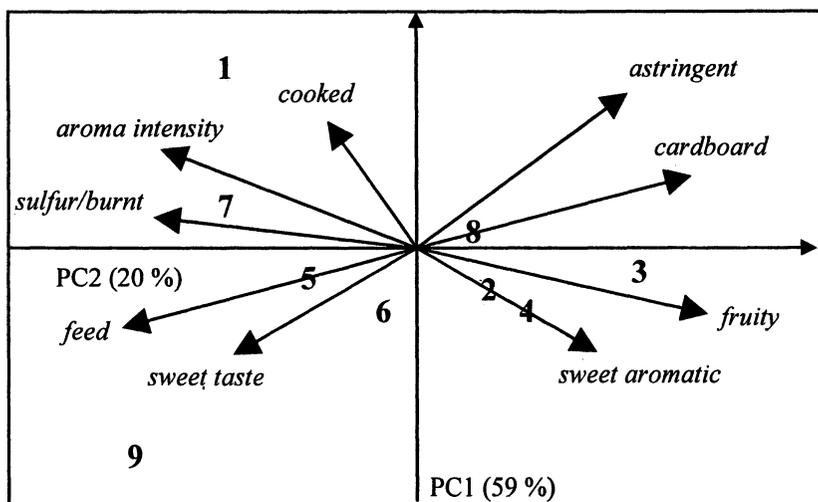 1
astringent
cooked
aroma intensity
cardboard
sulfur/burnt
7
8
PC2 (20 %)
5
3
2
6
4
feed
fruity
sweet taste
sweet aromatic
9
PC1 (59 %)